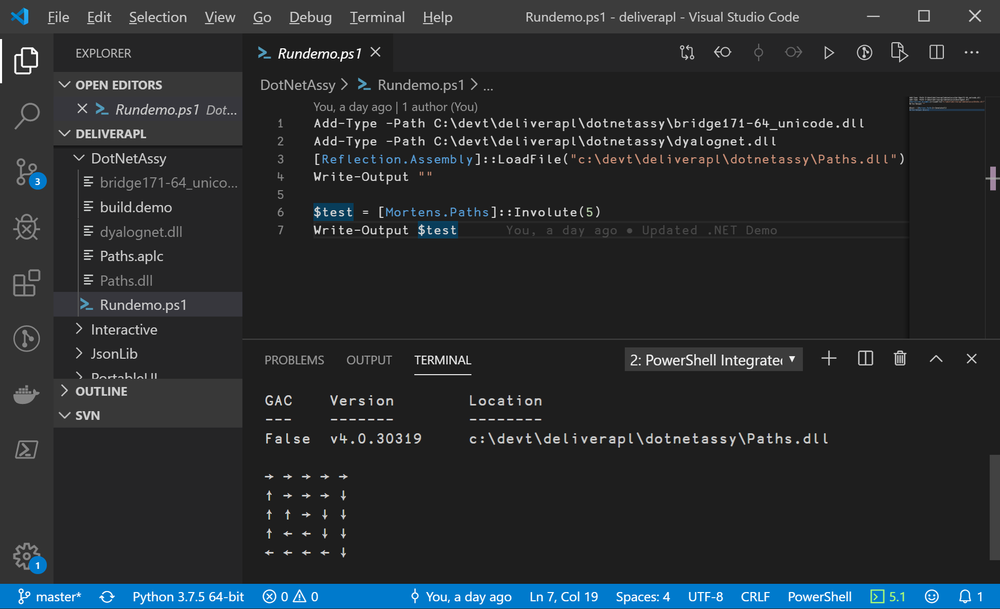 File Edit Selection View Go Debug Terminal Help Rundemo.ps1 - deliverapl - Visual Studio Code
EXPLORER
OPEN EDITORS
Rundemo.ps1 Dot...
DELIVERAPL
DotNetAssy
bridge171-64_unico...
build.demo
dyalognet.dll
Paths.aplc
Paths.dll
Rundemo.ps1
Interactive
JsonLib
PortableUI
OUTLINE
SVN
3
1
Rundemo.ps1
DotNetAssy > Rundemo.ps1 > ...
You, a day ago | 1 author (You)
1 Add-Type -Path C:\devt\deliverapl\dotnetassy\bridge171-64_unicode.dll
2 Add-Type -Path C:\devt\deliverapl\dotnetassy\dyalognet.dll
3 [Reflection.Assembly]::LoadFile("c:\devt\deliverapl\dotnetassy\Paths.dll")
4 Write-Output ""
5
6 $test = [Mortens.Paths]::Involute(5)
7 Write-Output $test You, a day ago • Updated .NET Demo
PROBLEMS OUTPUT TERMINAL 2: PowerShell Integrated
GAC Version Location
--- ------- --------
False v4.0.30319 c:\devt\deliverapl\dotnetassy\Paths.dll
→ → → → →
↑ → → → ↓
↑ ↑ → ↓ ↓
↑ ← ← ↓ ↓
← ← ← ← ↓
master* Python 3.7.5 64-bit 0 0 You, a day ago Ln 7, Col 19 Spaces: 4 UTF-8 CRLF PowerShell 5.1 1